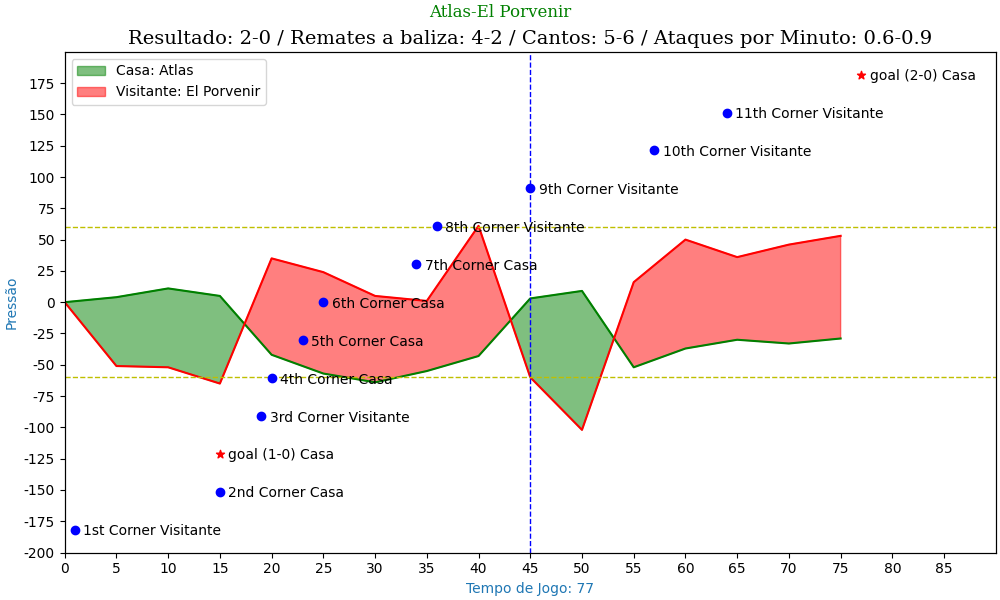 Atlas-El Porvenir
Resultado: 2-0 / Remates a baliza: 4-2 / Cantos: 5-6 / Ataques por Minuto: 0.6-0.9
Casa: Atlas
Visitante: El Porvenir
goal (2-0) Casa
11th Corner Visitante
10th Corner Visitante
9th Corner Visitante
8th Corner Visitante
7th Corner Casa
6th Corner Casa
5th Corner Casa
4th Corner Casa
3rd Corner Visitante
goal (1-0) Casa
2nd Corner Casa
1st Corner Visitante
Pressão
175
150
125
100
75
50
25
0
-25
-50
-75
-100
-125
-150
-175
-200
0 5 10 15 20 25 30 35 40 45 50 55 60 65 70 75 80 85
Tempo de Jogo: 77